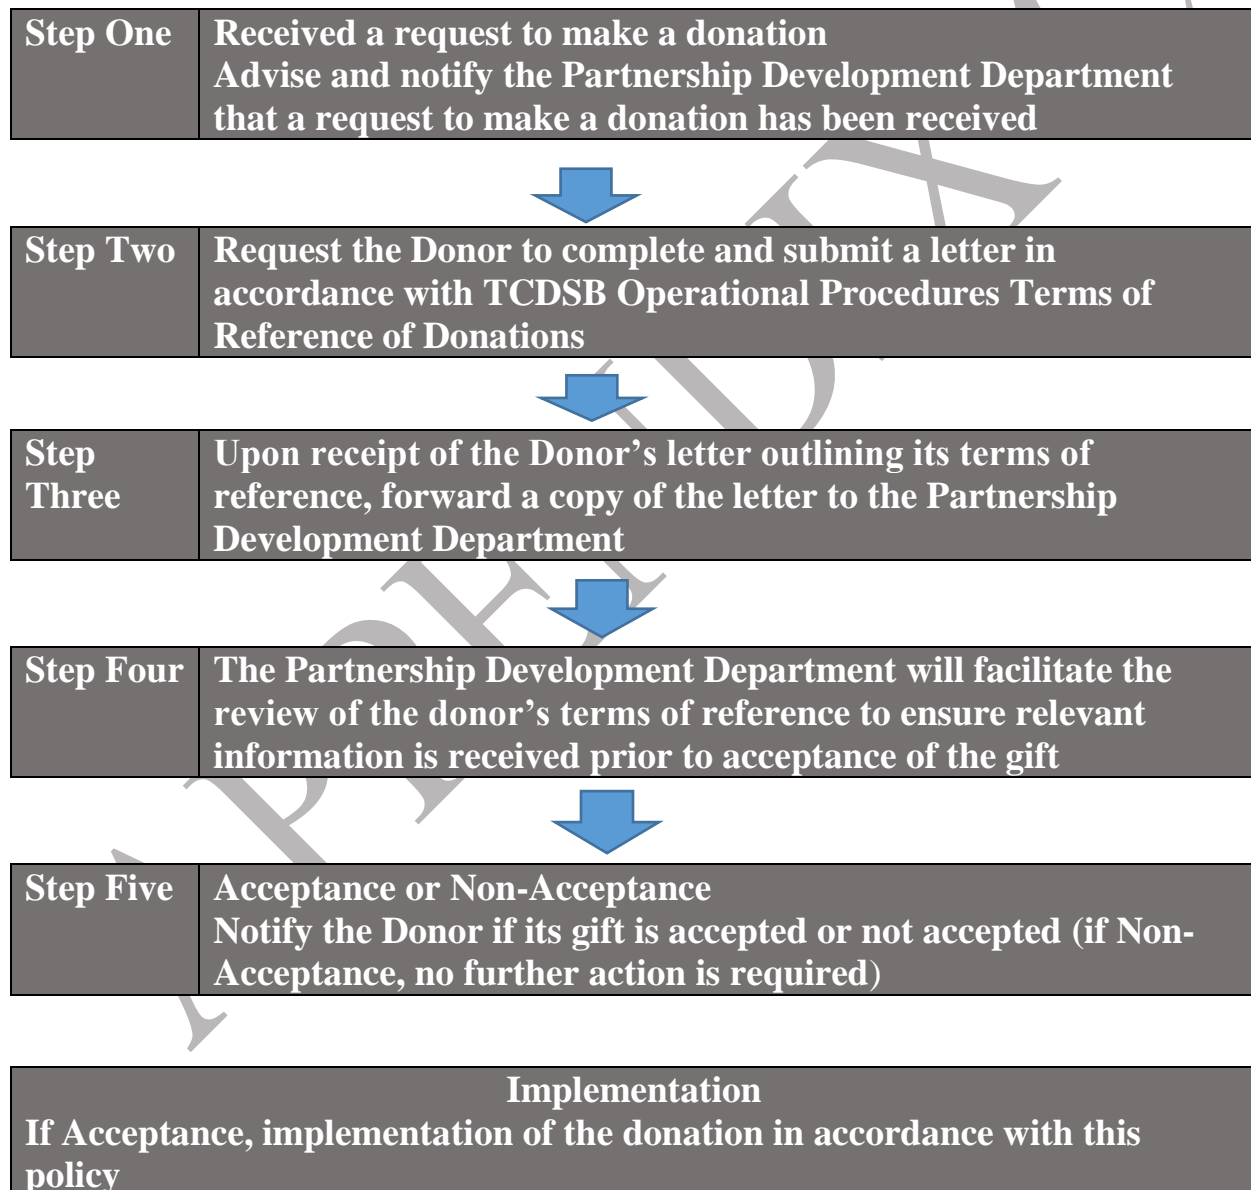 Step One Received a request to make a donation
Advise and notify the Partnership Development Department
that a request to make a donation has been received
Step Two Request the Donor to complete and submit a letter in
accordance with TCDSB Operational Procedures Terms of
Reference of Donations
Step Three Upon receipt of the Donor’s letter outlining its terms of
reference, forward a copy of the letter to the Partnership
Development Department
Step Four The Partnership Development Department will facilitate the
review of the donor’s terms of reference to ensure relevant
information is received prior to acceptance of the gift
Step Five Acceptance or Non-Acceptance
Notify the Donor if its gift is accepted or not accepted (if Non-
Acceptance, no further action is required)
Implementation
If Acceptance, implementation of the donation in accordance with this
policy